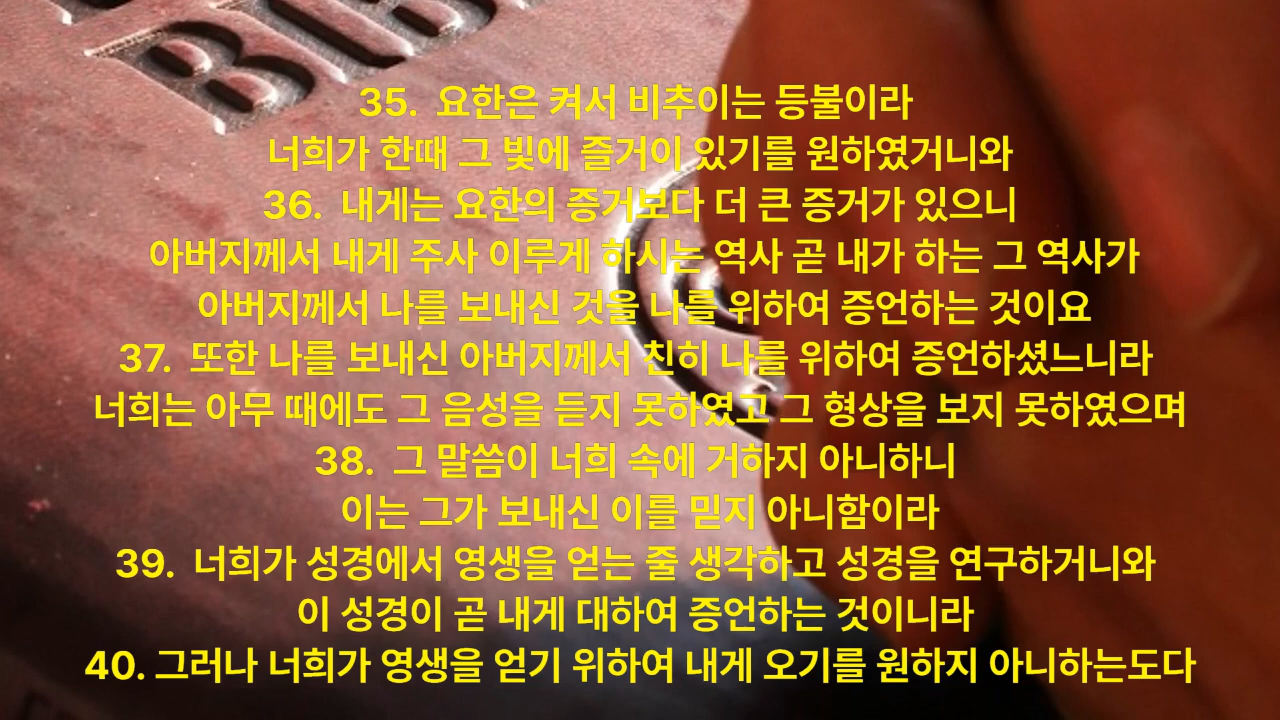 BIB
35. 요한은 켜서 비추이는 등불이라
너희가 한때 그 빛에 즐거이 있기를 원하였거니와
36. 내게는 요한의 증거보다 더 큰 증거가 있으니
아버지께서 내게 주사 이루게 하시는 역사 곧 내가 하는 그 역사가
아버지께서 나를 보내신 것을 나를 위하여 증언하는 것이요
37. 또한 나를 보내신 아버지께서 친히 나를 위하여 증언하셨느니라
너희는 아무 때에도 그 음성을 듣지 못하였고 그 형상을 보지 못하였으며
38. 그 말씀이 너희 속에 거하지 아니하니
이는 그가 보내신 이를 믿지 아니함이라
39. 너희가 성경에서 영생을 얻는 줄 생각하고 성경을 연구하거니와
이 성경이 곧 내게 대하여 증언하는 것이니라
40. 그러나 너희가 영생을 얻기 위하여 내게 오기를 원하지 아니하는도다